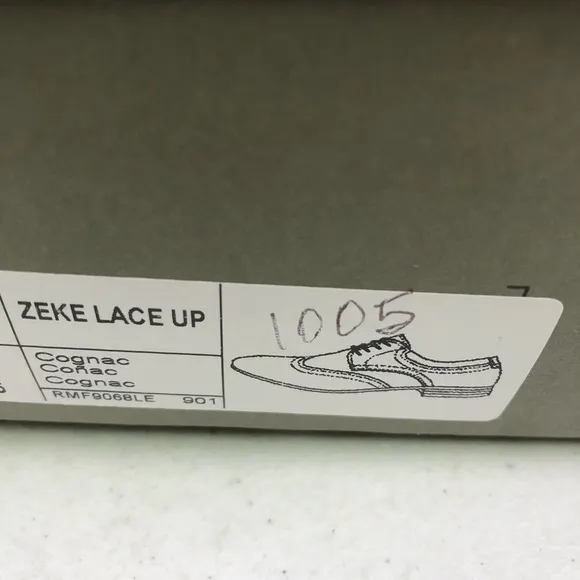 ZEKE LACE UP
1005
Cognac
Coñac
Cognac
RMF9068LE 901